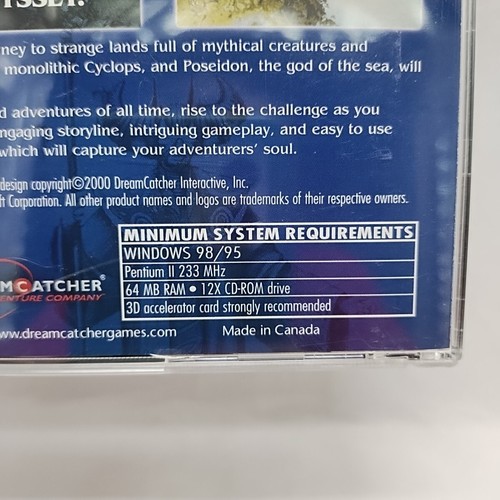 ney to strange lands full of mythical creatures and
monolithic Cyclops, and Poseidon, the god of the sea, will
d adventures of all time, rise to the challenge as you
ngaging storyline, intriguing gameplay, and easy to use
which will capture your adventurers' soul.
design copyright©2000 DreamCatcher Interactive, Inc.
ft Corporation. All other product names and logos are trademarks of their respective owners.
MINIMUM SYSTEM REQUIREMENTS
WINDOWS 98/95
Pentium II 233 MHz
64 MB RAM • 12X CD-ROM drive
3D accelerator card strongly recommended
MCATCHER®
ENTURE COMPANY
ww.dreamcatchergames.com
Made in Canada